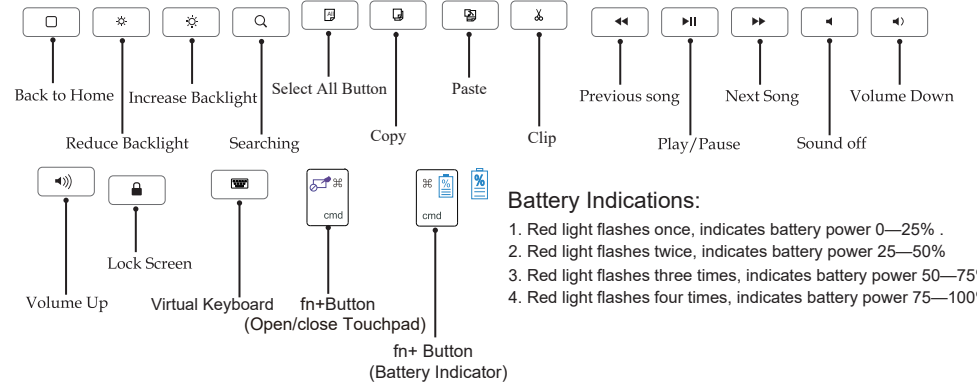 All
Back to Home
Increase Backlight
Select All Button
Paste
Previous song
Next Song
Volume Down
Reduce Backlight
Searching
Copy
Clip
Play/Pause
Sound off
⌘
cmd
⌘ %
cmd
%
Lock Screen
Volume Up
Virtual Keyboard
fn+Button
(Open/close Touchpad)
fn+ Button
(Battery Indicator)
Battery Indications:
1. Red light flashes once, indicates battery power 0—25% .
2. Red light flashes twice, indicates battery power 25—50%
3. Red light flashes three times, indicates battery power 50—75%
4. Red light flashes four times, indicates battery power 75—100